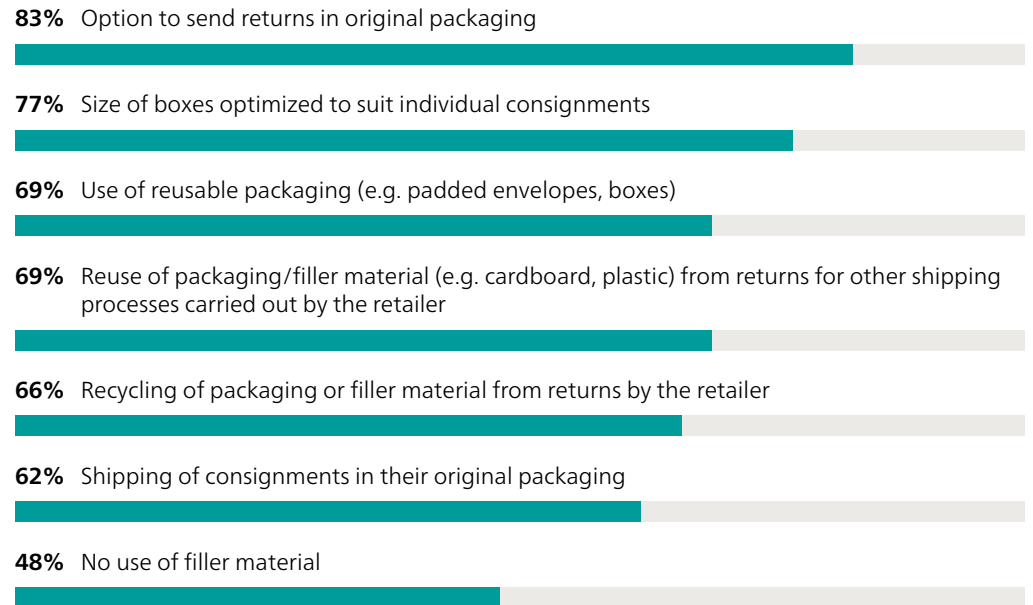 83% Option to send returns in original packaging
77% Size of boxes optimized to suit individual consignments
69% Use of reusable packaging (e.g. padded envelopes, boxes)
69% Reuse of packaging/filler material (e.g. cardboard, plastic) from returns for other shipping
processes carried out by the retailer
66% Recycling of packaging or filler material from returns by the retailer
62% Shipping of consignments in their original packaging
48% No use of filler material